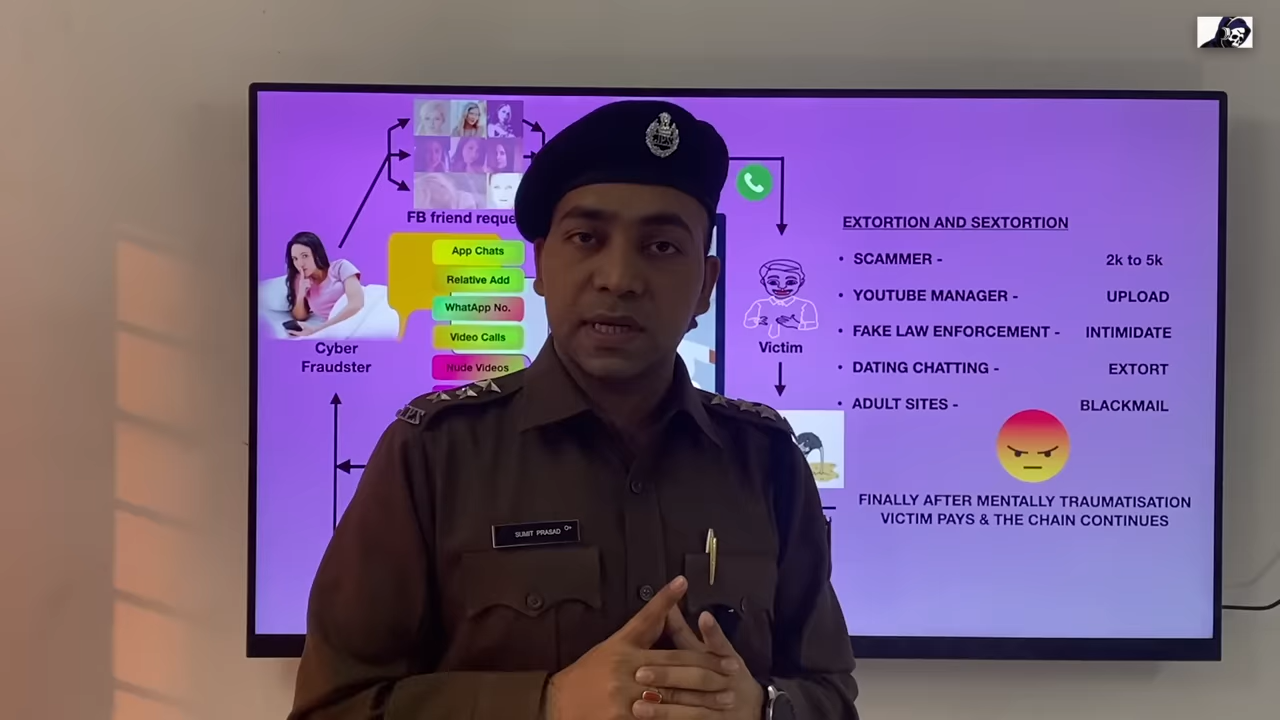 FB friend reque
App Chats
Relative Add
WhatApp No.
Video Calls
Nude Videos
Cyber
Fraudster
Victim
EXTORTION AND SEXTORTION
• SCAMMER - 2k to 5k
• YOUTUBE MANAGER - UPLOAD
• FAKE LAW ENFORCEMENT - INTIMIDATE
• DATING CHATTING - EXTORT
• ADULT SITES - BLACKMAIL
FINALLY AFTER MENTALLY TRAUMATISATION
VICTIM PAYS & THE CHAIN CONTINUES
SUMIT PRASAD O+